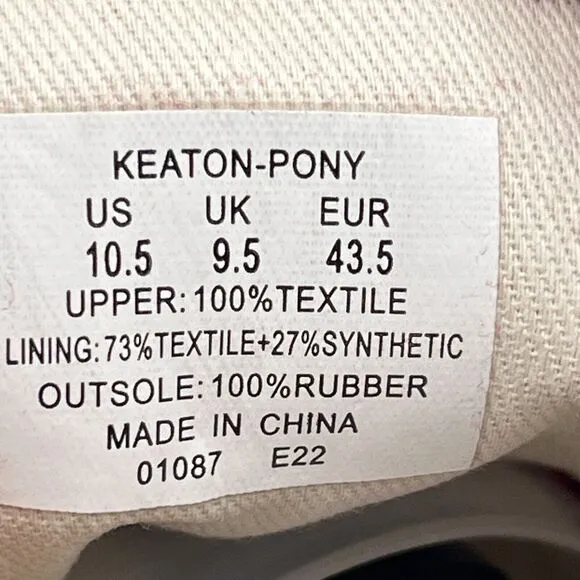 KEATON-PONY
US UK EUR
10.5 9.5 43.5
UPPER: 100%TEXTILE
LINING: 73%TEXTILE+27%SYNTHETIC
OUTSOLE: 100%RUBBER
MADE IN CHINA
01087 E22